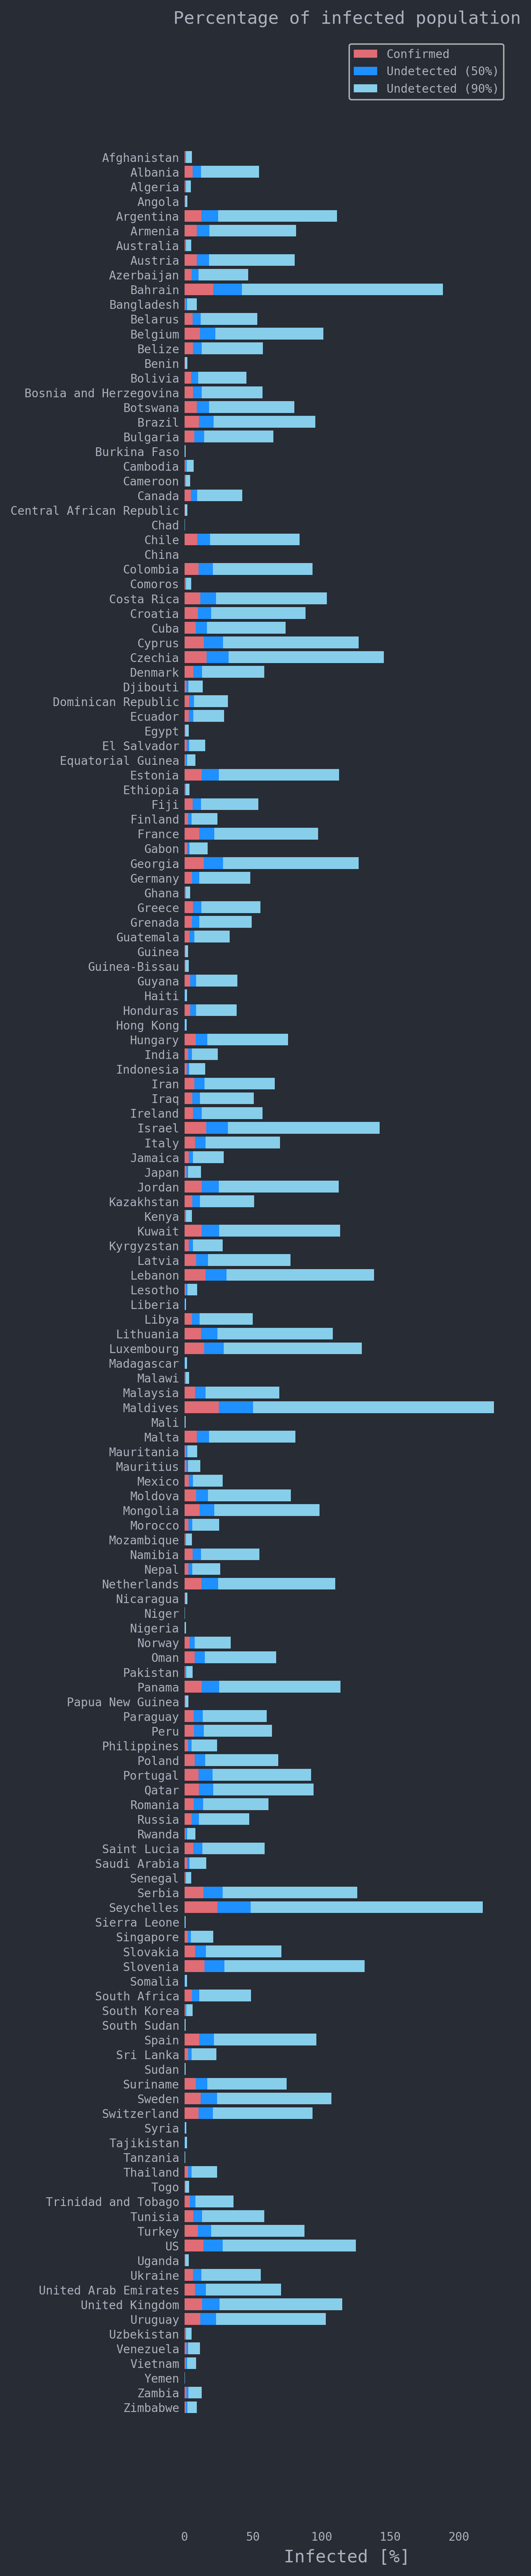 Percentage of infected population
Confirmed
Undetected (50%)
Undetected (90%)
Afghanistan
Albania
Algeria
Angola
Argentina
Armenia
Australia
Austria
Azerbaijan
Bahrain
Bangladesh
Belarus
Belgium
Belize
Benin
Bolivia
Bosnia and Herzegovina
Botswana
Brazil
Bulgaria
Burkina Faso
Cambodia
Cameroon
Canada
Central African Republic
Chad
Chile
China
Colombia
Comoros
Costa Rica
Croatia
Cuba
Cyprus
Czechia
Denmark
Djibouti
Dominican Republic
Ecuador
Egypt
El Salvador
Equatorial Guinea
Estonia
Ethiopia
Fiji
Finland
France
Gabon
Georgia
Germany
Ghana
Greece
Grenada
Guatemala
Guinea
Guinea-Bissau
Guyana
Haiti
Honduras
Hong Kong
Hungary
India
Indonesia
Iran
Iraq
Ireland
Israel
Italy
Jamaica
Japan
Jordan
Kazakhstan
Kenya
Kuwait
Kyrgyzstan
Latvia
Lebanon
Lesotho
Liberia
Libya
Lithuania
Luxembourg
Madagascar
Malawi
Malaysia
Maldives
Mali
Malta
Mauritania
Mauritius
Mexico
Moldova
Mongolia
Morocco
Mozambique
Namibia
Nepal
Netherlands
Nicaragua
Niger
Nigeria
Norway
Oman
Pakistan
Panama
Papua New Guinea
Paraguay
Peru
Philippines
Poland
Portugal
Qatar
Romania
Russia
Rwanda
Saint Lucia
Saudi Arabia
Senegal
Serbia
Seychelles
Sierra Leone
Singapore
Slovakia
Slovenia
Somalia
South Africa
South Korea
South Sudan
Spain
Sri Lanka
Sudan
Suriname
Sweden
Switzerland
Syria
Tajikistan
Tanzania
Thailand
Togo
Trinidad and Tobago
Tunisia
Turkey
US
Uganda
Ukraine
United Arab Emirates
United Kingdom
Uruguay
Uzbekistan
Venezuela
Vietnam
Yemen
Zambia
Zimbabwe
0 50 100 150 200
Infected [%]